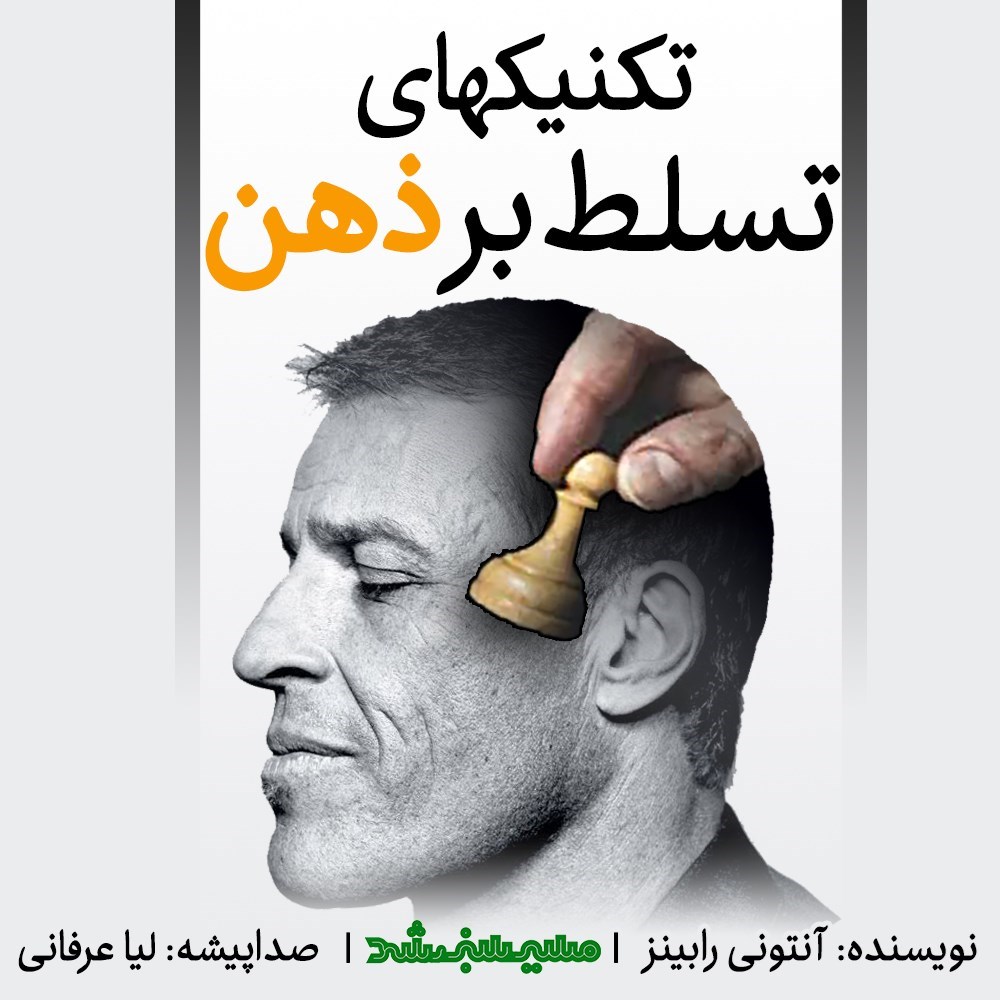 تکنیکهای
تسلط بر ذهن
نویسنده: آنتونی رابینز | مسیر سبز رشد | صداپیشه: لیا عرفانی